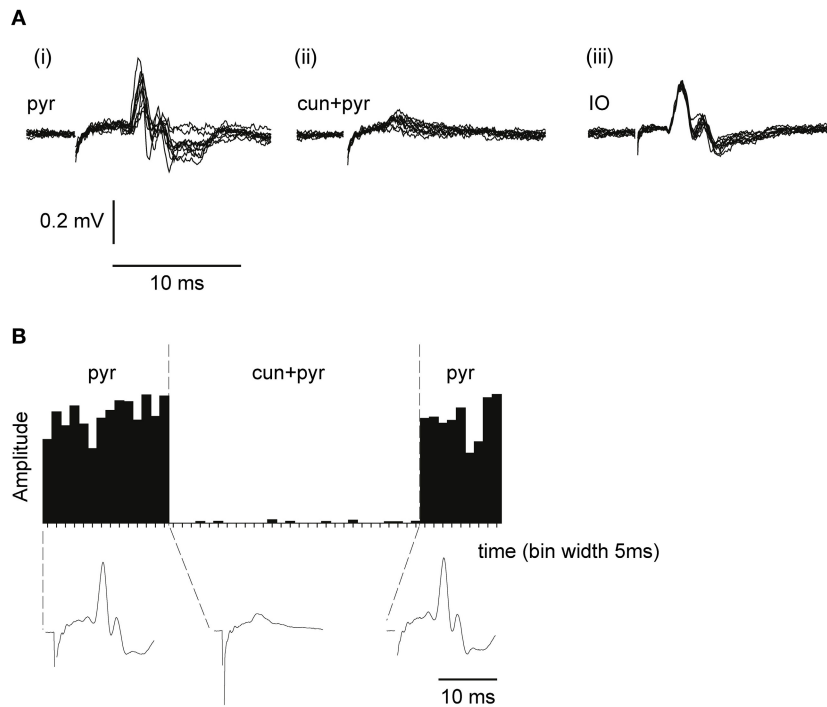 A
(i)
(ii)
(iii)
pyr
cun+pyr
IO
0.2 mV
10 ms
B
pyr
cun+pyr
pyr
Amplitude
time (bin width 5ms)
10 ms